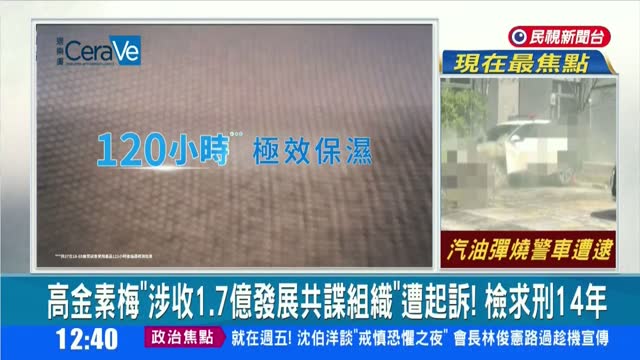 適樂膚
CeraVe
120小時 極效保濕
民視新聞台
現在最焦點
汽油彈燒警車遭逮
高金素梅"涉收1.7億發展共諜組織"遭起訴! 檢求刑14年
12:40 政治焦點 就在週五! 沈伯洋談"戒慎恐懼之夜" 會長林俊憲路過趁機宣傳